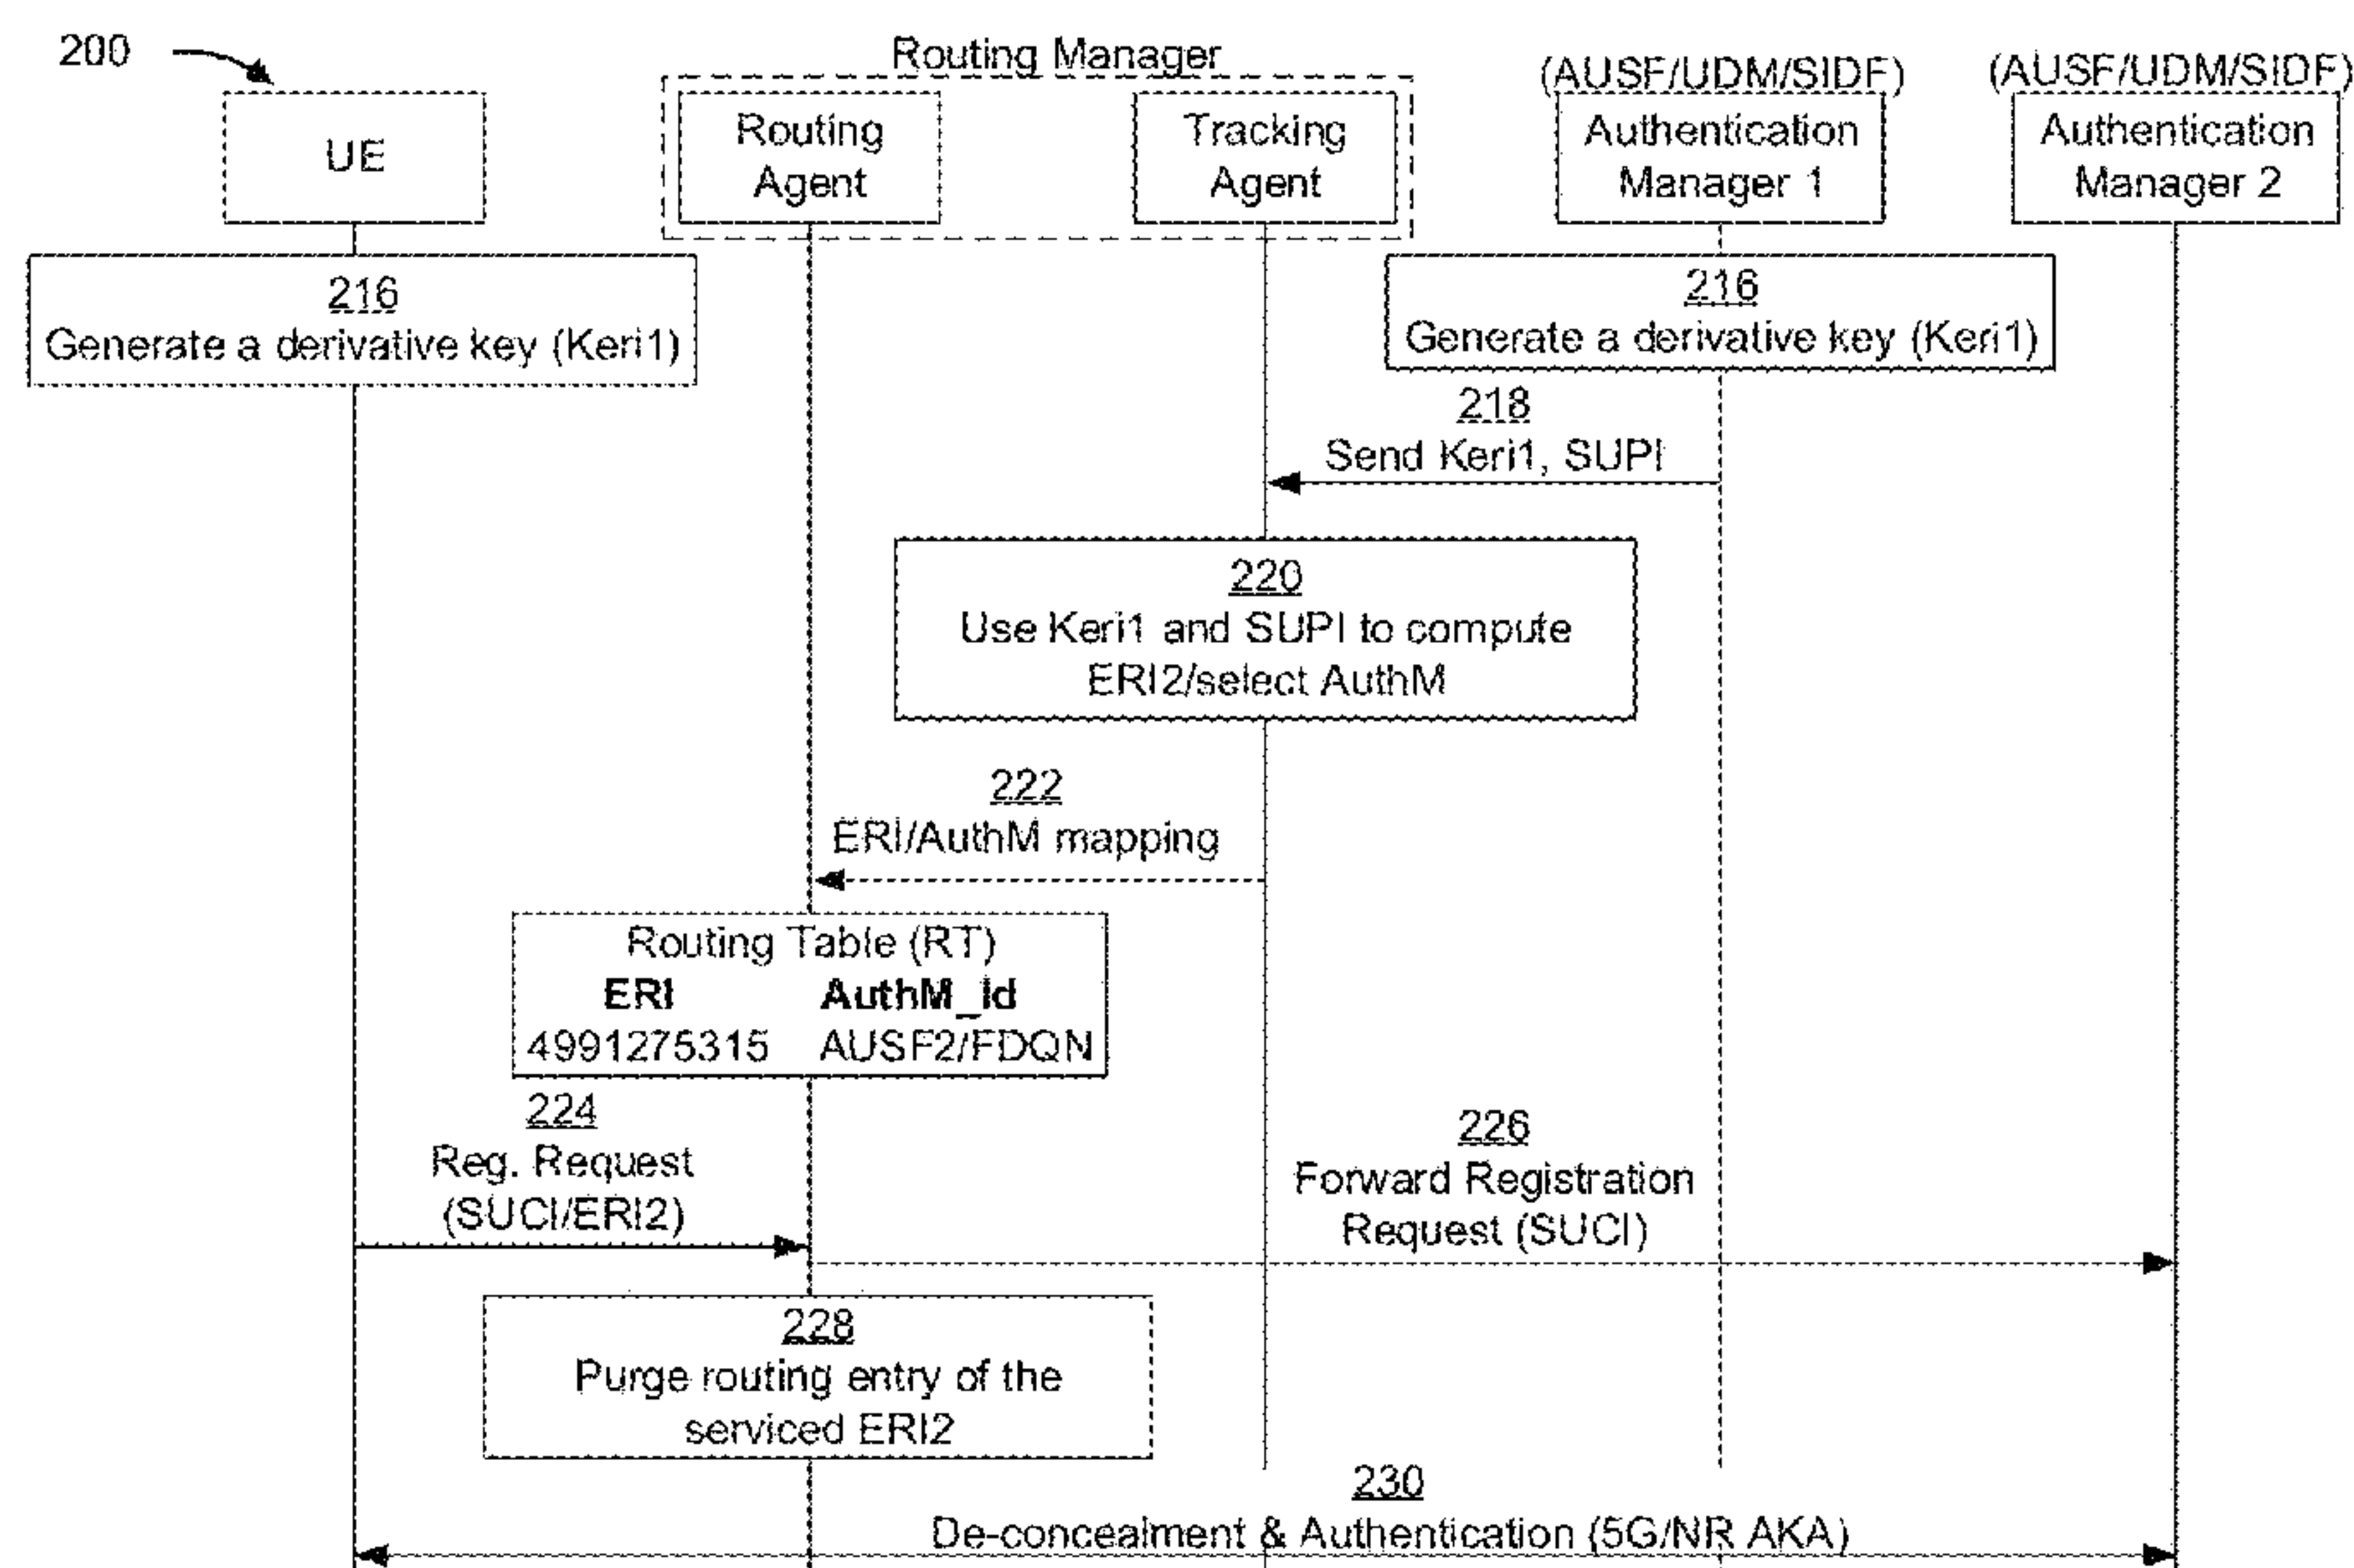 200
Routing Manager
(AUSF/UDM/SIDF)
(AUSF/UDM/SIDF)
UE
Routing
Agent
Tracking
Agent
Authentication
Manager 1
Authentication
Manager 2
216
Generate a derivative key (Keri1)
216
Generate a derivative key (Keri1)
218
Send Keri1, SUPI
220
Use Keri1 and SUPI to compute
ERI2/select AuthM
222
ERI/AuthM mapping
Routing Table (RT)
ERI AuthM_id
4991275315 AUSF2/FDQN
224
Reg. Request
(SUCI/ERI2)
226
Forward Registration
Request (SUCI)
228
Purge routing entry of the
serviced ERI2
230
De-concealment & Authentication (5G/NR AKA)